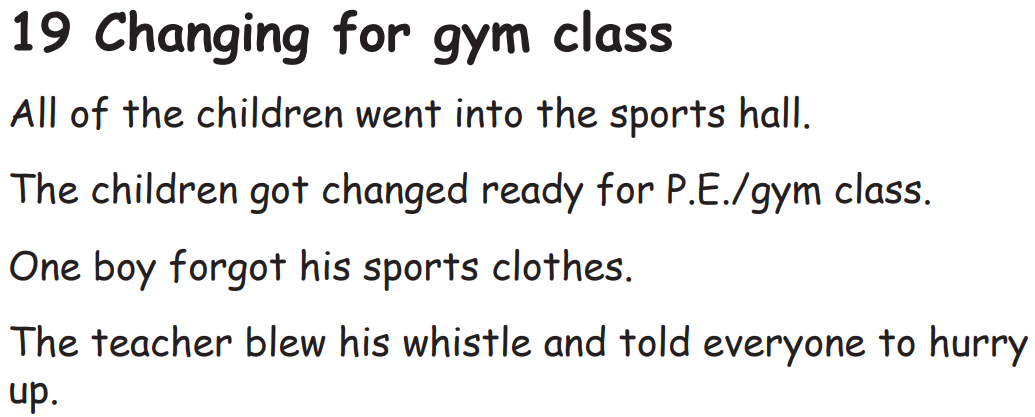 19 Changing for gym class
All of the children went into the sports hall.
The children got changed ready for P.E./gym class.
One boy forgot his sports clothes.
The teacher blew his whistle and told everyone to hurry
up.